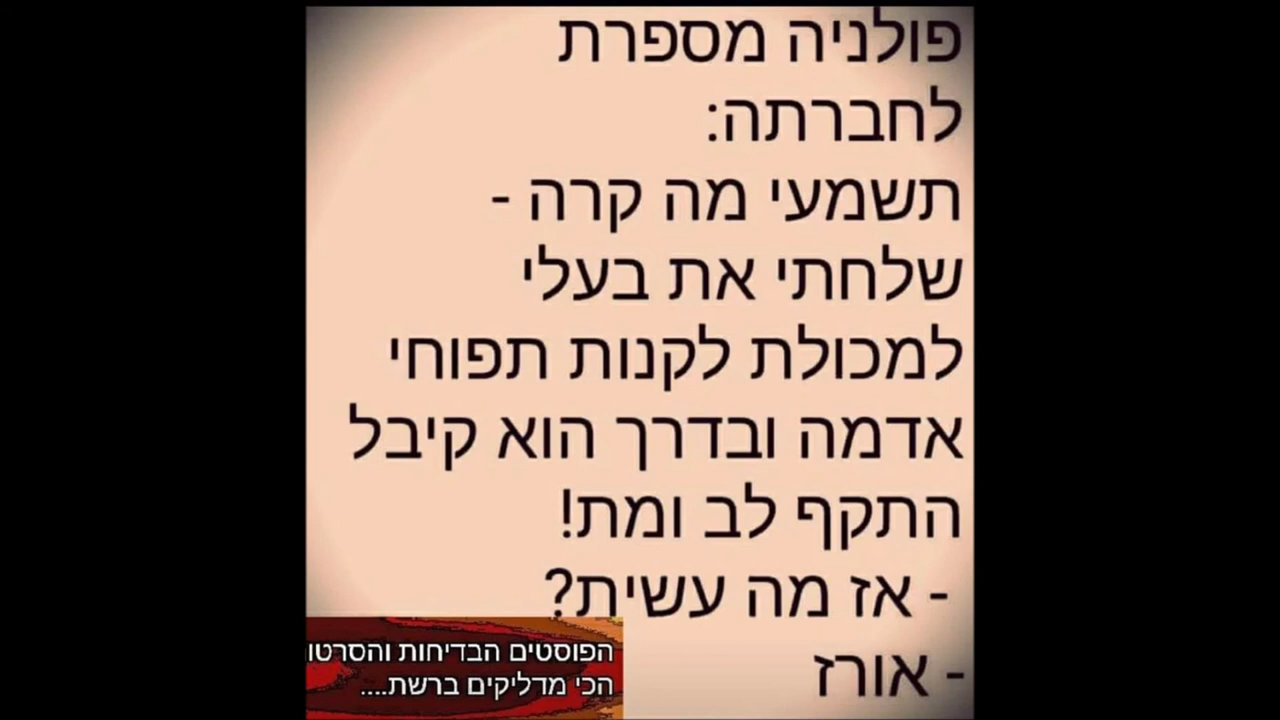 פולניה מספרת
לחברתה:
תשמעי מה קרה -
שלחתי את בעלי
למכולת לקנות תפוחי
אדמה ובדרך הוא קיבל
התקף לב ומת!
- אז מה עשית?
- אורז
הפוסטים הבדיחות והסרטו
הכי מדליקים ברשת....